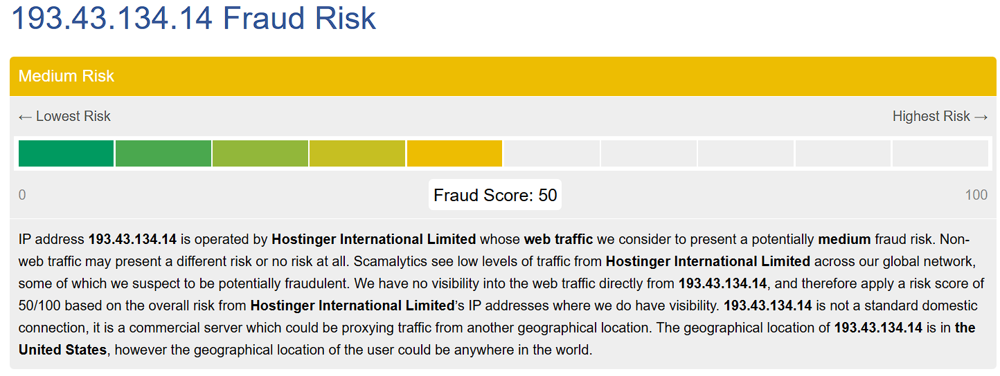 193.43.134.14 Fraud Risk
Medium Risk
← Lowest Risk Highest Risk →
0 Fraud Score: 50 100
IP address 193.43.134.14 is operated by Hostinger International Limited whose web traffic we consider to present a potentially medium fraud risk. Non-
web traffic may present a different risk or no risk at all. Scamalytics see low levels of traffic from Hostinger International Limited across our global network,
some of which we suspect to be potentially fraudulent. We have no visibility into the web traffic directly from 193.43.134.14, and therefore apply a risk score of
50/100 based on the overall risk from Hostinger International Limited's IP addresses where we do have visibility. 193.43.134.14 is not a standard domestic
connection, it is a commercial server which could be proxying traffic from another geographical location. The geographical location of 193.43.134.14 is in the
United States, however the geographical location of the user could be anywhere in the world.